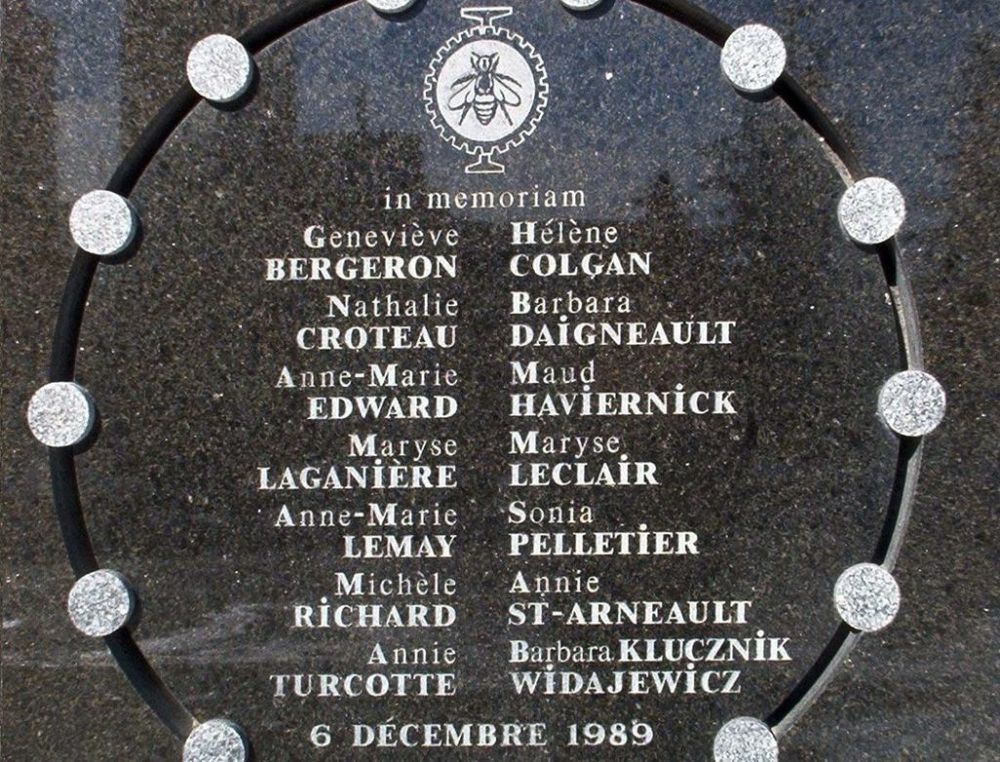 in memoriam
Geneviève
BERGERON
Hélène
COLGAN
Nathalie
CROTEAU
Barbara
DAiGNEAULT
Anne-Marie
EDWARD
Maud
HAViERNiCK
Maryse
LAGANiÈRE
Maryse
LECLAiR
Anne-Marie
LEMAY
Sonia
PELLETiER
Michèle
RiCHARD
Annie
ST-ARNEAULT
Annie
TURCOTTE
Barbara KLUCZNiK
WiDAJEWiCZ
6 DÉCEMBRE 1989